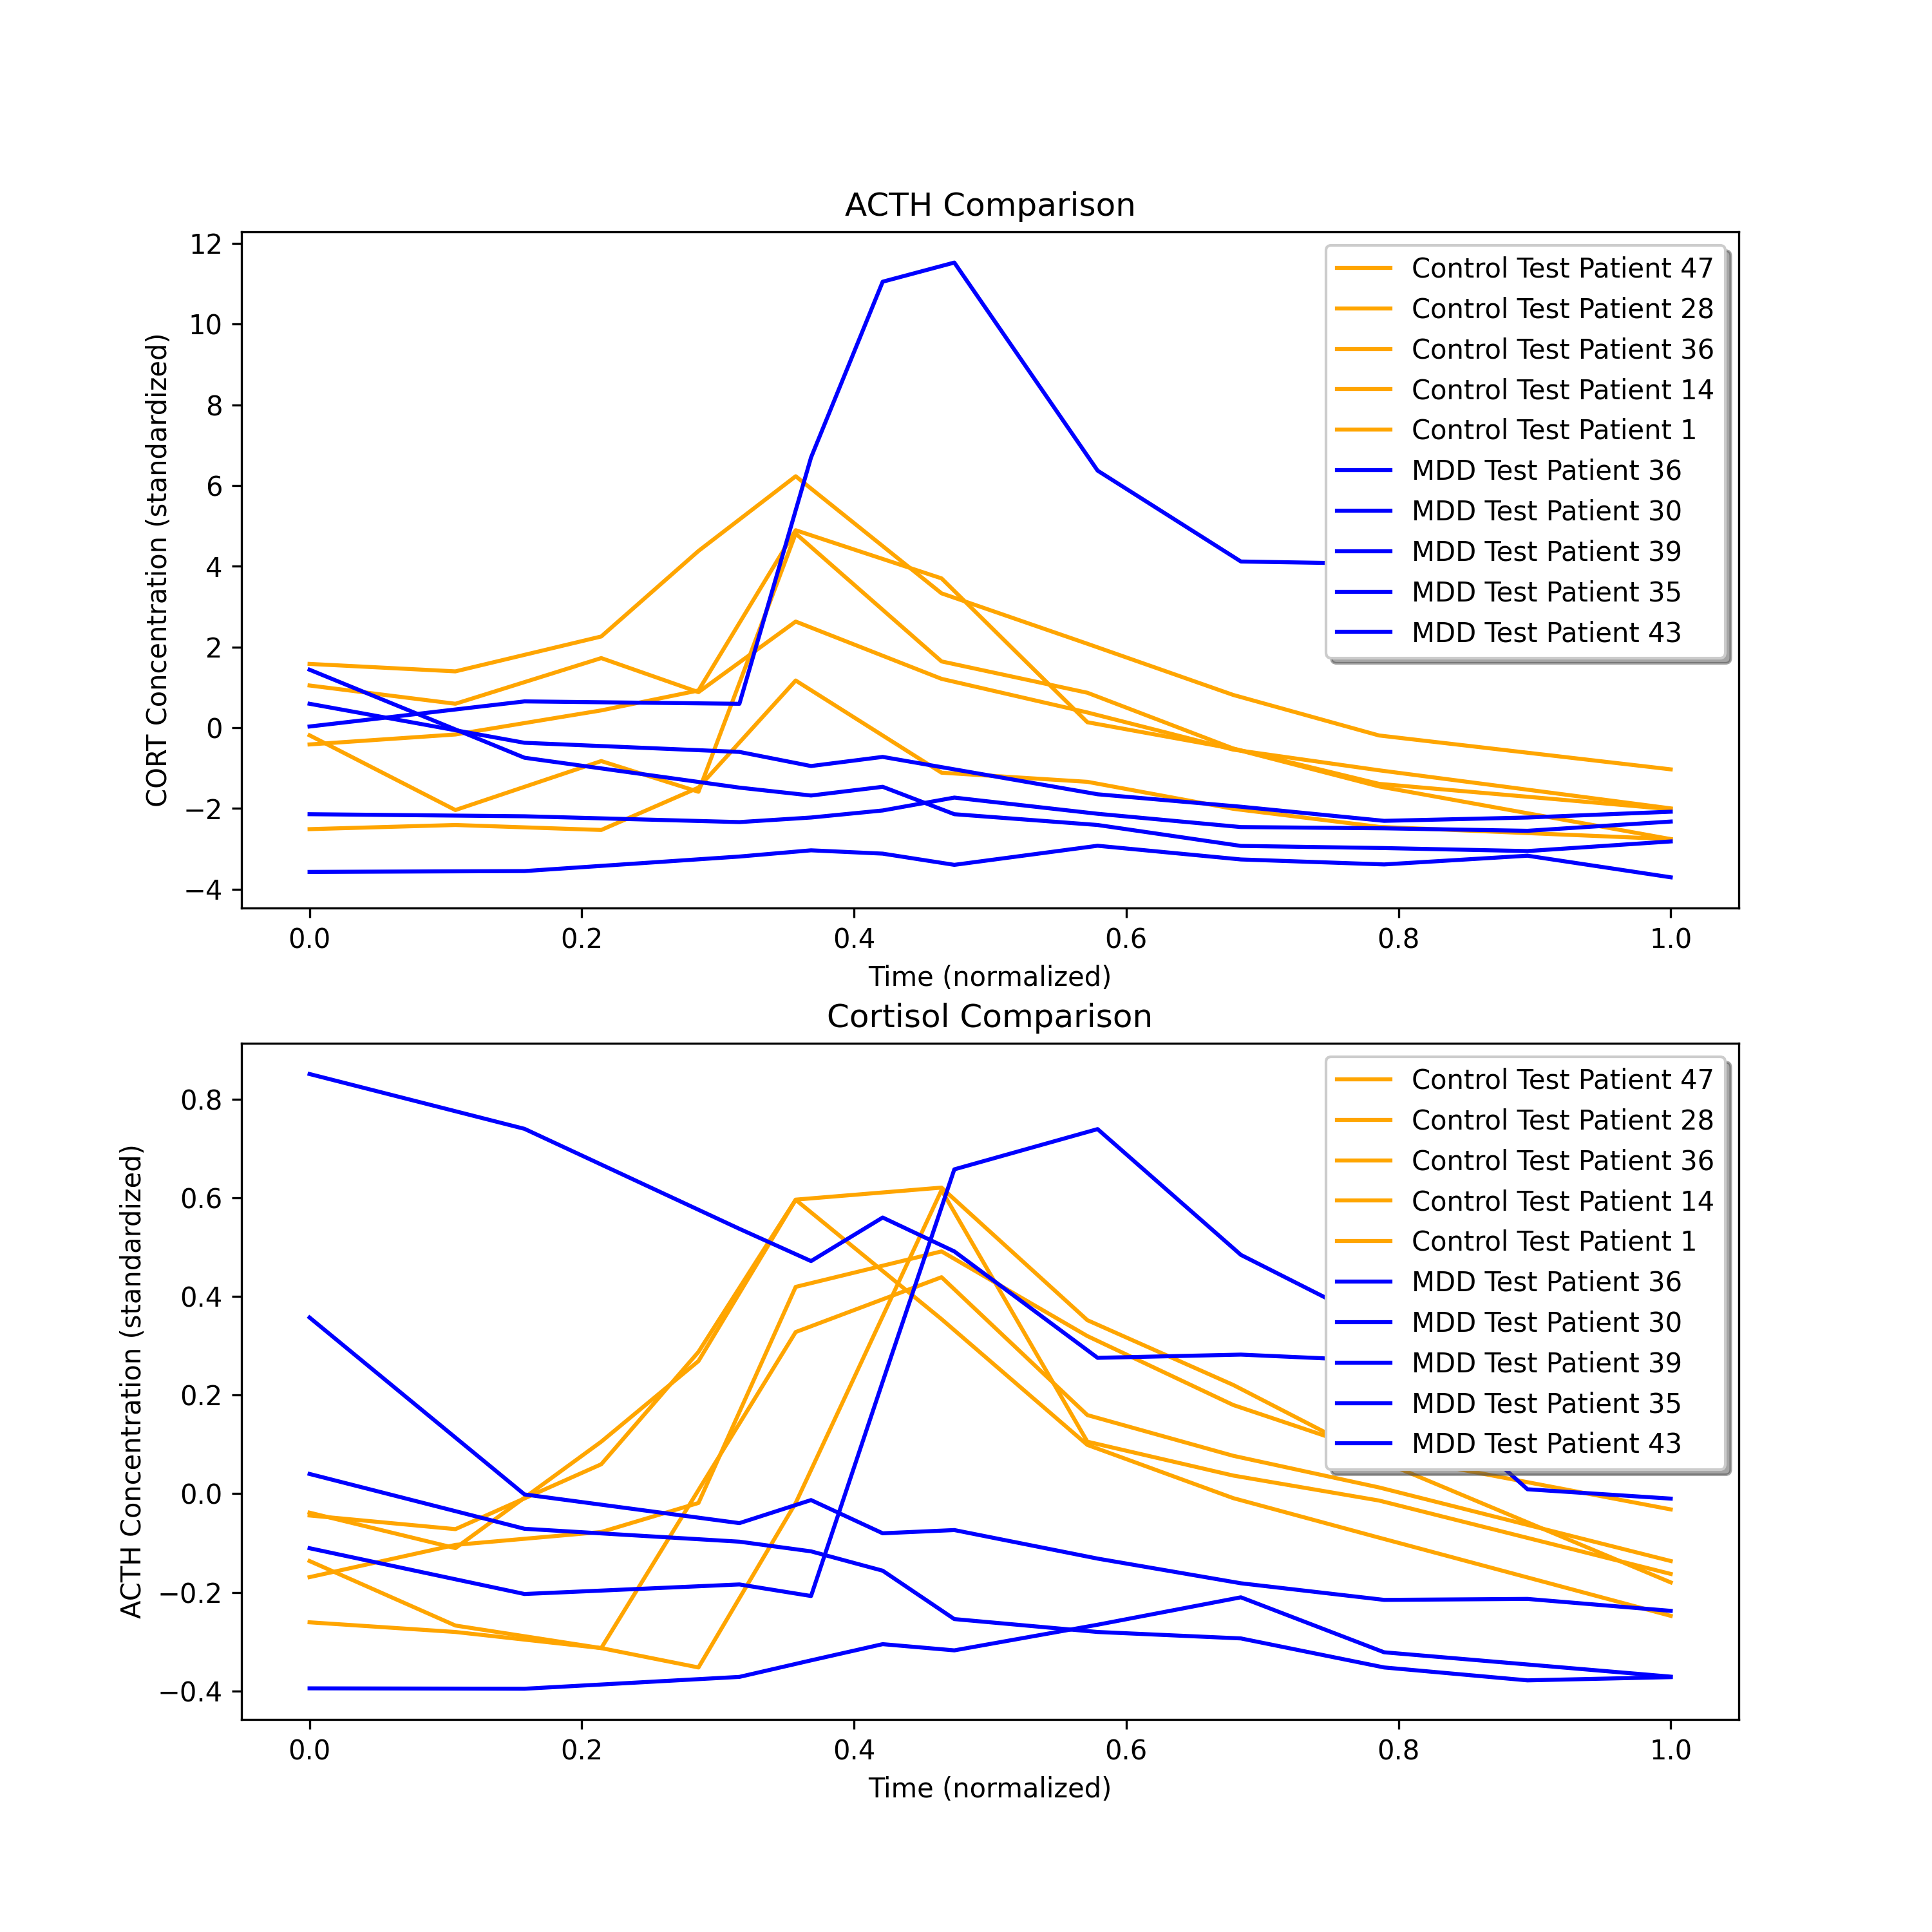 ACTH Comparison
12
10
8
6
4
2
0
−2
−4
CORT Concentration (standardized)
Control Test Patient 47
Control Test Patient 28
Control Test Patient 36
Control Test Patient 14
Control Test Patient 1
MDD Test Patient 36
MDD Test Patient 30
MDD Test Patient 39
MDD Test Patient 35
MDD Test Patient 43
0.0 0.2 0.4 0.6 0.8 1.0
Time (normalized)
Cortisol Comparison
0.8
0.6
0.4
0.2
0.0
−0.2
−0.4
ACTH Concentration (standardized)
Control Test Patient 47
Control Test Patient 28
Control Test Patient 36
Control Test Patient 14
Control Test Patient 1
MDD Test Patient 36
MDD Test Patient 30
MDD Test Patient 39
MDD Test Patient 35
MDD Test Patient 43
0.0 0.2 0.4 0.6 0.8 1.0
Time (normalized)